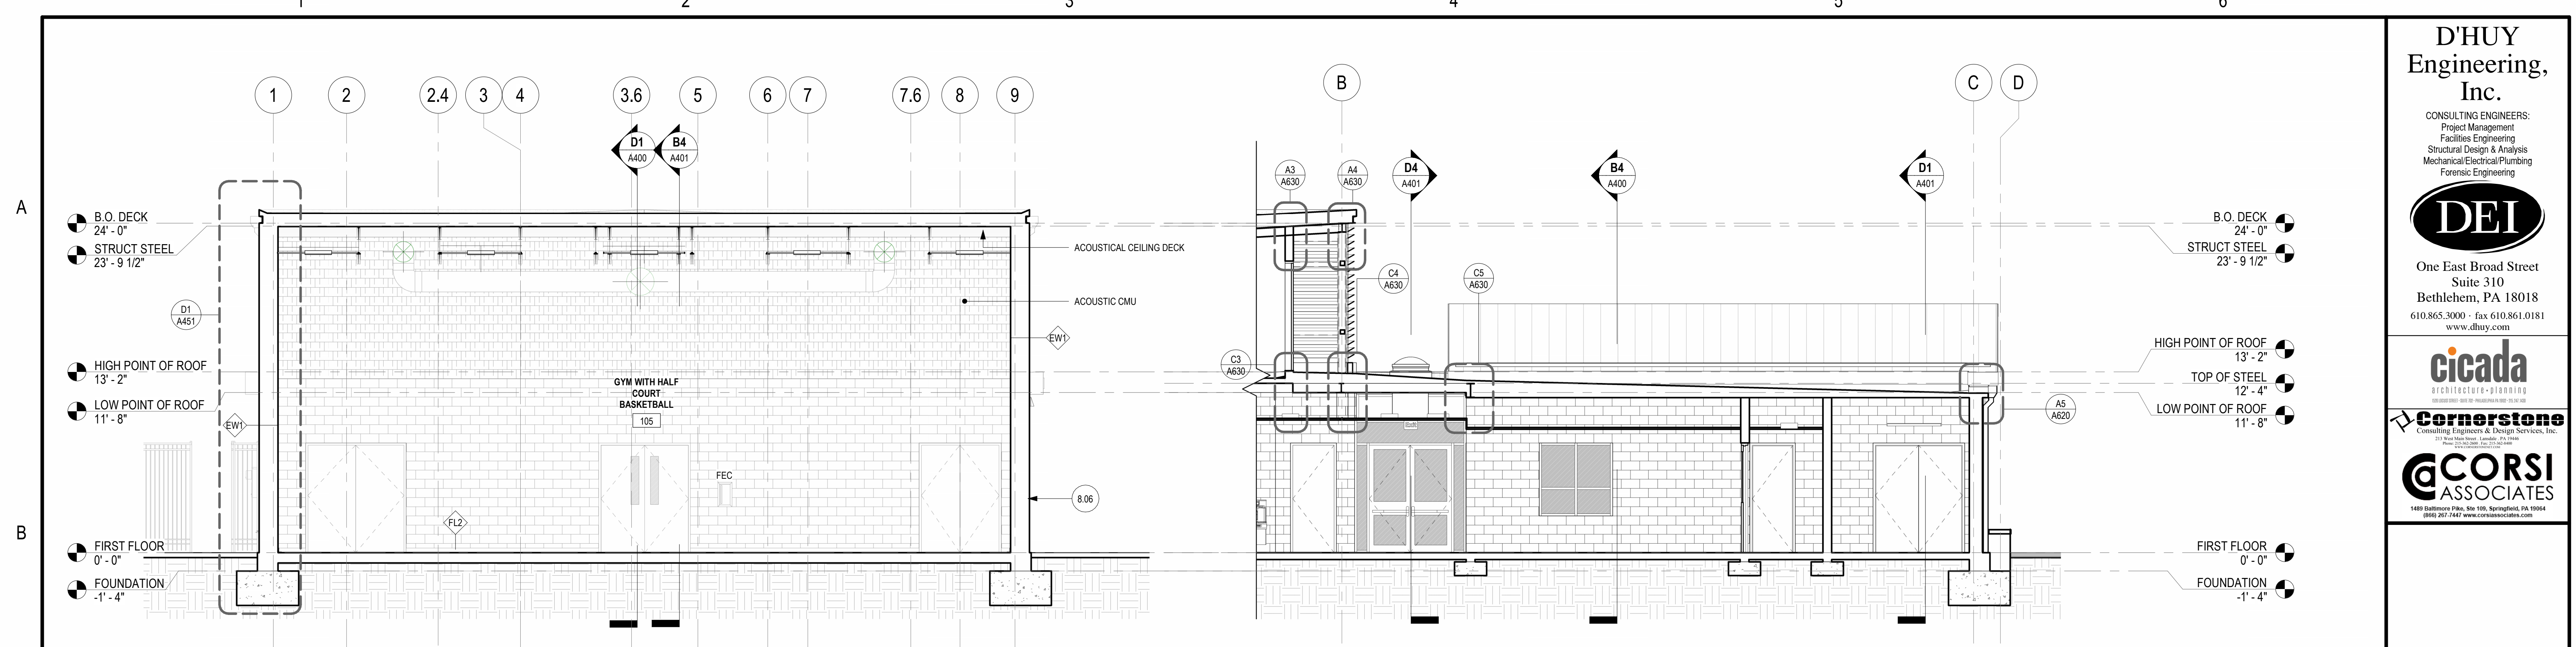 1
2
3
4
5
6
A
B
1
2
2.4
3
4
3.6
5
6
7
7.6
8
9
D1
A400
B4
A401
B.O. DECK
24' - 0"
STRUCT STEEL
23' - 9 1/2"
D1
A451
HIGH POINT OF ROOF
13' - 2"
LOW POINT OF ROOF
11' - 8"
EW1
FIRST FLOOR
0' - 0"
FOUNDATION
-1' - 4"
GYM WITH HALF
COURT
BASKETBALL
105
FEC
FL2
ACOUSTICAL CEILING DECK
ACOUSTIC CMU
EW1
8.06
B
C
D
A3
A630
A4
A630
D4
A401
B4
A400
D1
A401
C4
A630
C5
A630
C3
A630
A5
A620
B.O. DECK
24' - 0"
STRUCT STEEL
23' - 9 1/2"
HIGH POINT OF ROOF
13' - 2"
TOP OF STEEL
12' - 4"
LOW POINT OF ROOF
11' - 8"
FIRST FLOOR
0' - 0"
FOUNDATION
-1' - 4"
D'HUY
Engineering,
Inc.
CONSULTING ENGINEERS:
Project Management
Facilities Engineering
Structural Design & Analysis
Mechanical/Electrical/Plumbing
Forensic Engineering
DEI
One East Broad Street
Suite 310
Bethlehem, PA 18018
610.865.3000 · fax 610.861.0181
www.dhuy.com
cicada
architecture•planning
Cornerstone
Consulting Engineers & Design Services, Inc.
213 West Main Street . Lansdale . PA 19446
CORSI
ASSOCIATES
1489 Baltimore Pike, Ste 109, Springfield, PA 19064
(866) 267-7447 www.corsiassociates.com